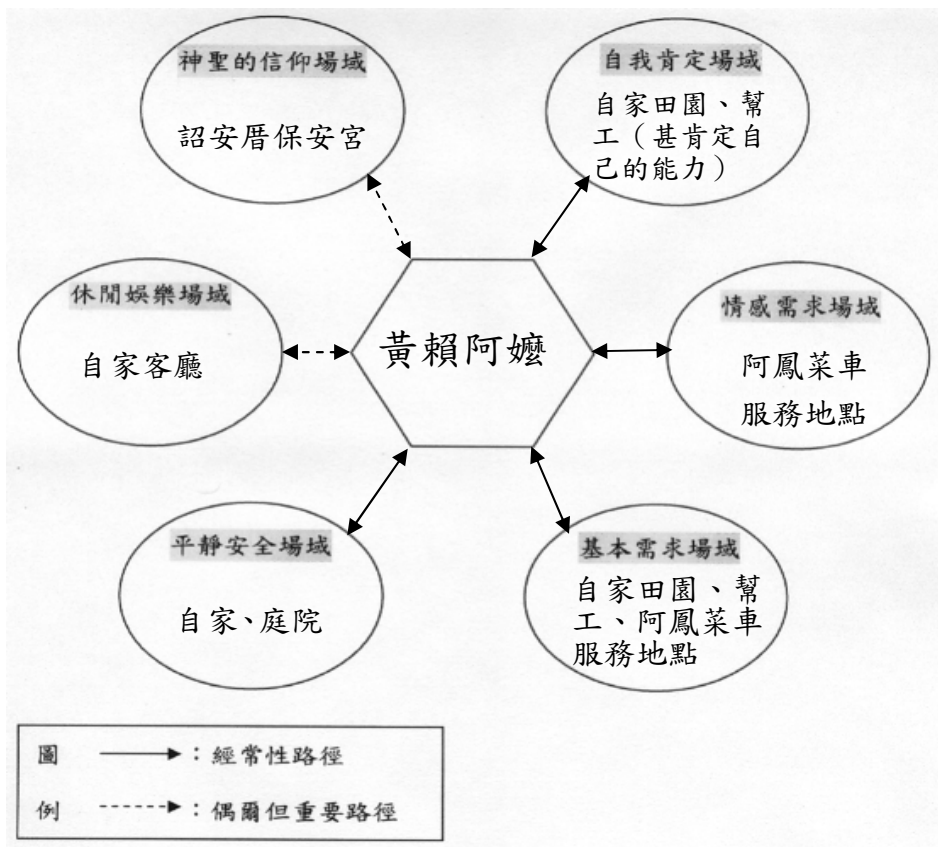 神聖的信仰場域
詔安厝保安宮
自我肯定場域
自家田園、幫
工（甚肯定自
己的能力）
休閒娛樂場域
自家客廳
黃賴阿嬤
情感需求場域
阿鳳菜車
服務地點
平靜安全場域
自家、庭院
基本需求場域
自家田園、幫
工、阿鳳菜車
服務地點
圖 ：經常性路徑
例 ：偶爾但重要路徑